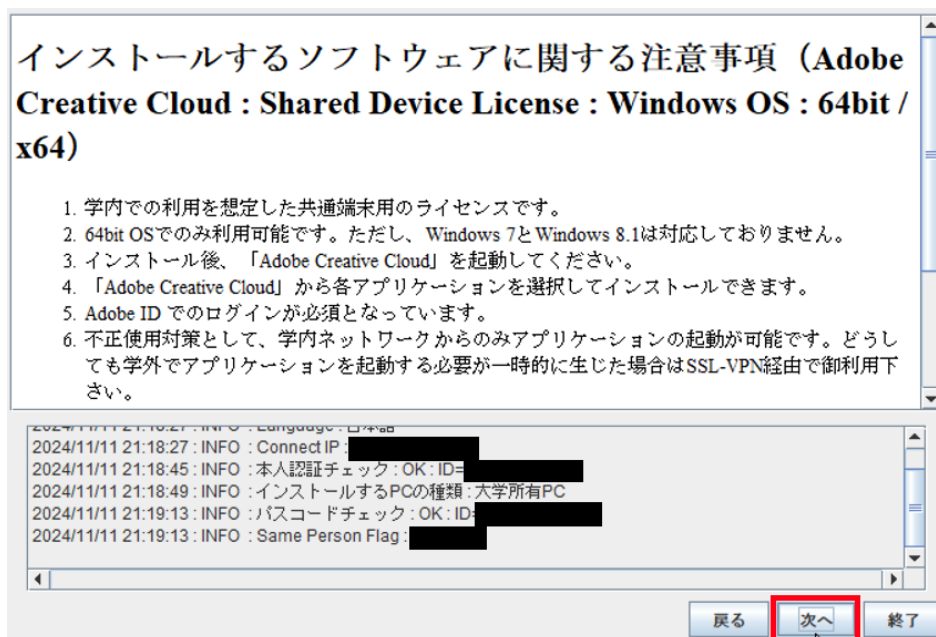 インストールするソフトウェアに関する注意事項（Adobe
Creative Cloud : Shared Device License : Windows OS : 64bit /
x64）
1. 学内での利用を想定した共通端末用のライセンスです。
2. 64bit OSでのみ利用可能です。ただし、Windows 7とWindows 8.1は対応しておりません。
3. インストール後、「Adobe Creative Cloud」を起動してください。
4. 「Adobe Creative Cloud」から各アプリケーションを選択してインストールできます。
5. Adobe ID でのログインが必須となっています。
6. 不正使用対策として、学内ネットワークからのみアプリケーションの起動が可能です。どうし
ても学外でアプリケーションを起動する必要が一時的に生じた場合はSSL-VPN経由で御利用下
さい。
2024/11/11 21:18:27 : INFO : Language : 日本語
2024/11/11 21:18:27 : INFO : Connect IP :
2024/11/11 21:18:45 : INFO : 本人認証チェック : OK : ID=
2024/11/11 21:18:49 : INFO : インストールするPCの種類 : 大学所有PC
2024/11/11 21:19:13 : INFO : パスコードチェック : OK : ID=
2024/11/11 21:19:13 : INFO : Same Person Flag :
戻る 次へ 終了